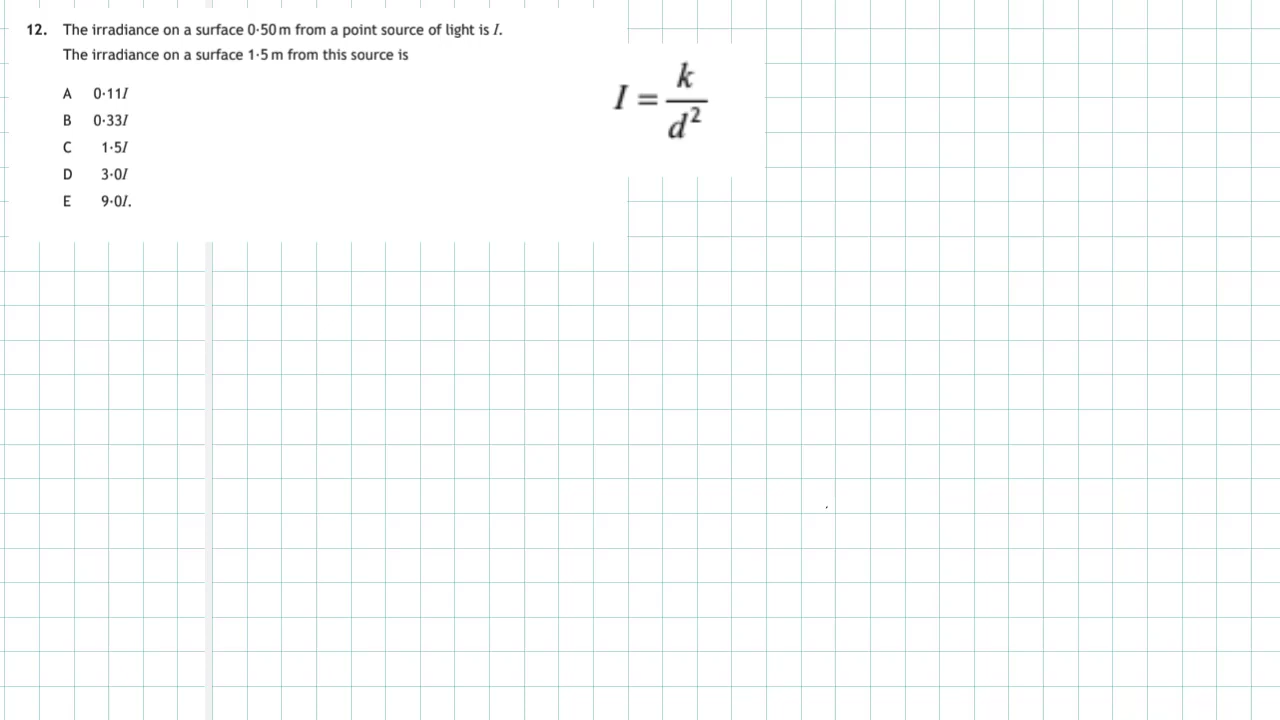 12. The irradiance on a surface 0·50 m from a point source of light is I.
The irradiance on a surface 1·5 m from this source is
A 0·11I
B 0·33I
C 1·5I
D 3·0I
E 9·0I.
I = k/d²